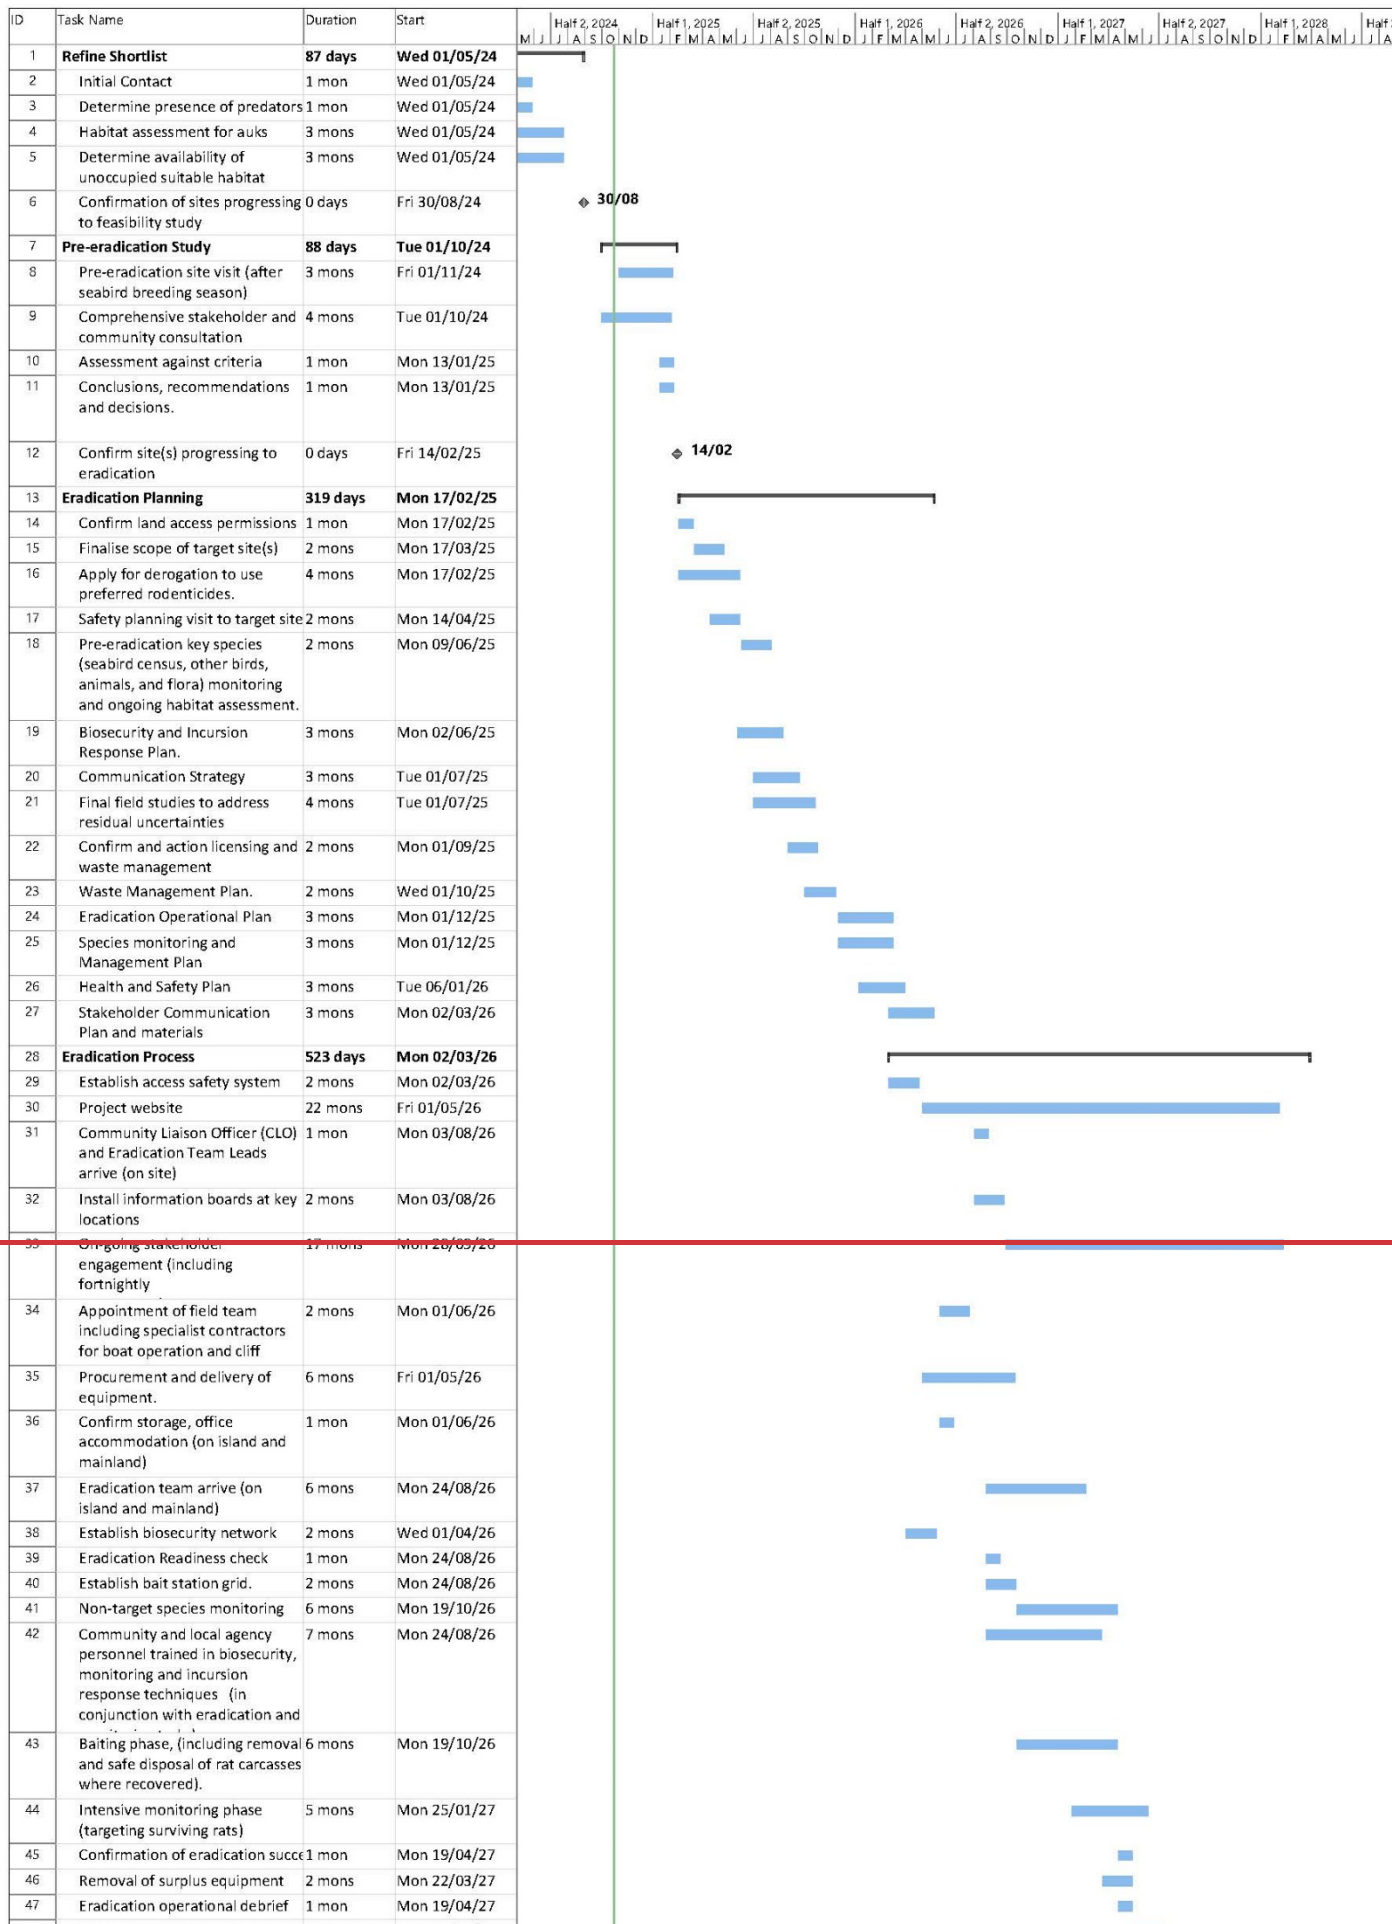 ID Task Name Duration Start Half 2, 2024 Half 1, 2025 Half 2, 2025 Half 1, 2026 Half 2, 2026 Half 1, 2027 Half 2, 2027 Half 1, 2028 Half
M J J A S O N D J F M A M J J A S O N D J F M A M J J A S O N D J F M A M J J A S O N D J F M A M J J A
1 Refine Shortlist 87 days Wed 01/05/24
2 Initial Contact 1 mon Wed 01/05/24
3 Determine presence of predators 1 mon Wed 01/05/24
4 Habitat assessment for auks 3 mons Wed 01/05/24
5 Determine availability of 3 mons Wed 01/05/24
unoccupied suitable habitat
6 Confirmation of sites progressing 0 days Fri 30/08/24 30/08
to feasibility study
7 Pre-eradication Study 88 days Tue 01/10/24
8 Pre-eradication site visit (after 3 mons Fri 01/11/24
seabird breeding season)
9 Comprehensive stakeholder and 4 mons Tue 01/10/24
community consultation
10 Assessment against criteria 1 mon Mon 13/01/25
11 Conclusions, recommendations 1 mon Mon 13/01/25
and decisions.
12 Confirm site(s) progressing to 0 days Fri 14/02/25 14/02
eradication
13 Eradication Planning 319 days Mon 17/02/25
14 Confirm land access permissions 1 mon Mon 17/02/25
15 Finalise scope of target site(s) 2 mons Mon 17/03/25
16 Apply for derogation to use 4 mons Mon 17/02/25
preferred rodenticides.
17 Safety planning visit to target site 2 mons Mon 14/04/25
18 Pre-eradication key species 2 mons Mon 09/06/25
(seabird census, other birds,
animals, and flora) monitoring
and ongoing habitat assessment.
19 Biosecurity and Incursion 3 mons Mon 02/06/25
Response Plan.
20 Communication Strategy 3 mons Tue 01/07/25
21 Final field studies to address 4 mons Tue 01/07/25
residual uncertainties
22 Confirm and action licensing and 2 mons Mon 01/09/25
waste management
23 Waste Management Plan. 2 mons Wed 01/10/25
24 Eradication Operational Plan 3 mons Mon 01/12/25
25 Species monitoring and 3 mons Mon 01/12/25
Management Plan
26 Health and Safety Plan 3 mons Tue 06/01/26
27 Stakeholder Communication 3 mons Mon 02/03/26
Plan and materials
28 Eradication Process 523 days Mon 02/03/26
29 Establish access safety system 2 mons Mon 02/03/26
30 Project website 22 mons Fri 01/05/26
31 Community Liaison Officer (CLO) 1 mon Mon 03/08/26
and Eradication Team Leads
arrive (on site)
32 Install information boards at key 2 mons Mon 03/08/26
locations
33 On-going stakeholder 17 mons Mon 28/09/26
engagement (including
fortnightly
34 Appointment of field team 2 mons Mon 01/06/26
including specialist contractors
for boat operation and cliff
35 Procurement and delivery of 6 mons Fri 01/05/26
equipment.
36 Confirm storage, office 1 mon Mon 01/06/26
accommodation (on island and
mainland)
37 Eradication team arrive (on 6 mons Mon 24/08/26
island and mainland)
38 Establish biosecurity network 2 mons Wed 01/04/26
39 Eradication Readiness check 1 mon Mon 24/08/26
40 Establish bait station grid. 2 mons Mon 24/08/26
41 Non-target species monitoring 6 mons Mon 19/10/26
42 Community and local agency 7 mons Mon 24/08/26
personnel trained in biosecurity,
monitoring and incursion
response techniques (in
conjunction with eradication and
43 Baiting phase, (including removal 6 mons Mon 19/10/26
and safe disposal of rat carcasses
where recovered).
44 Intensive monitoring phase 5 mons Mon 25/01/27
(targeting surviving rats)
45 Confirmation of eradication succe 1 mon Mon 19/04/27
46 Removal of surplus equipment 2 mons Mon 22/03/27
47 Eradication operational debrief 1 mon Mon 19/04/27